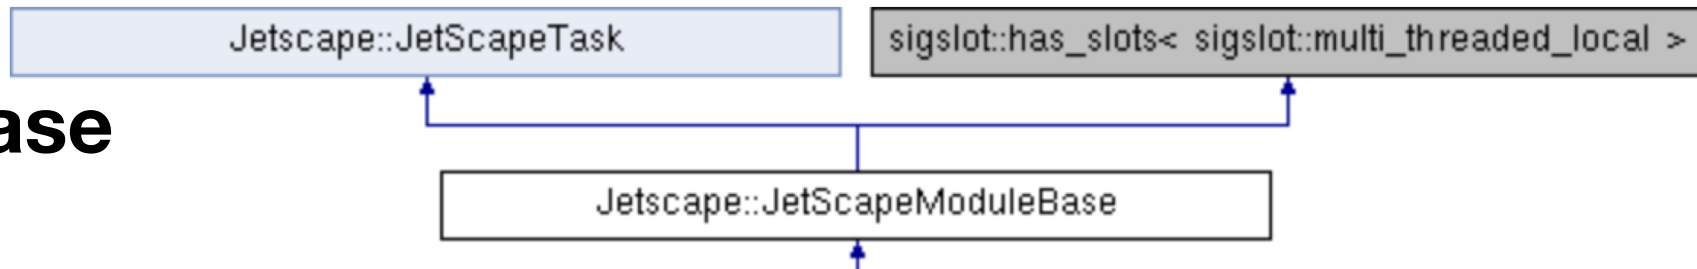 Jetscape::JetScapeTask
sigslot::has_slots< sigslot::multi_threaded_local >
ase
Jetscape::JetScapeModuleBase